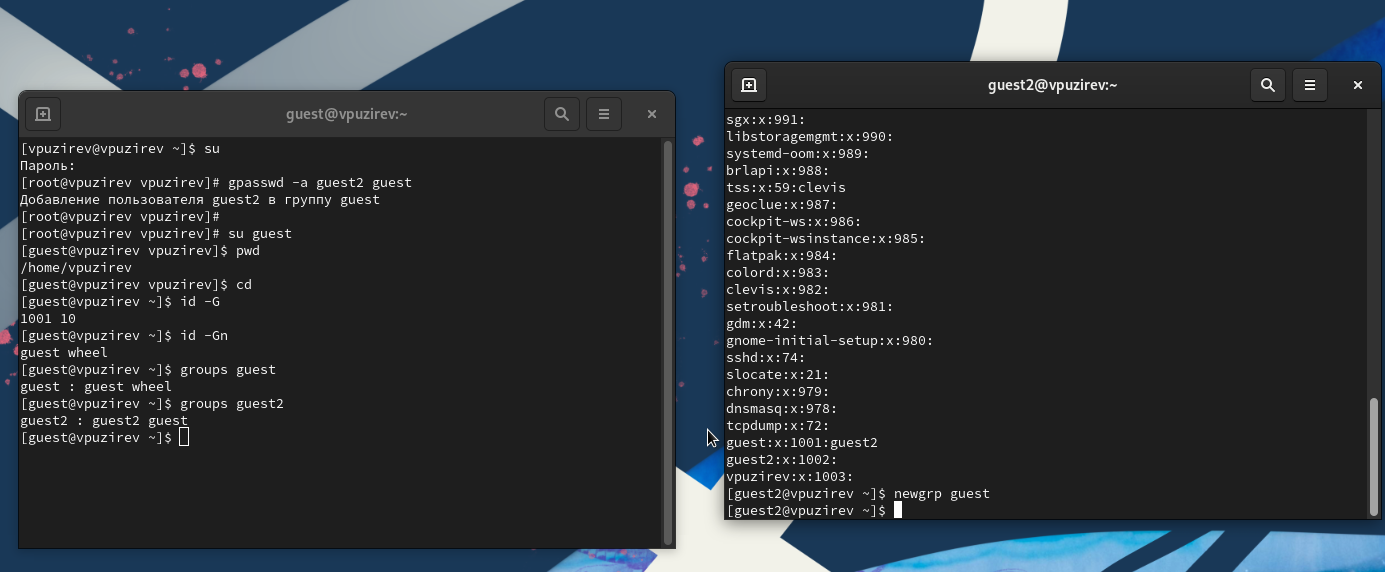 guest@vpuzirev:~
[vpuzirev@vpuzirev ~]$ su
Пароль:
[root@vpuzirev vpuzirev]# gpasswd -a guest2 guest
Добавление пользователя guest2 в группу guest
[root@vpuzirev vpuzirev]#
[root@vpuzirev vpuzirev]# su guest
[guest@vpuzirev vpuzirev]$ pwd
/home/vpuzirev
[guest@vpuzirev vpuzirev]$ cd
[guest@vpuzirev ~]$ id -G
1001 10
[guest@vpuzirev ~]$ id -Gn
guest wheel
[guest@vpuzirev ~]$ groups guest
guest : guest wheel
[guest@vpuzirev ~]$ groups guest2
guest2 : guest2 guest
[guest@vpuzirev ~]$
guest2@vpuzirev:~
sgx:x:991:
libstoragemgmt:x:990:
systemd-oom:x:989:
brlapi:x:988:
tss:x:59:clevis
geoclue:x:987:
cockpit-ws:x:986:
cockpit-wsinstance:x:985:
flatpak:x:984:
colord:x:983:
clevis:x:982:
setroubleshoot:x:981:
gdm:x:42:
gnome-initial-setup:x:980:
sshd:x:74:
slocate:x:21:
chrony:x:979:
dnsmasq:x:978:
tcpdump:x:72:
guest:x:1001:guest2
guest2:x:1002:
vpuzirev:x:1003:
[guest2@vpuzirev ~]$ newgrp guest
[guest2@vpuzirev ~]$